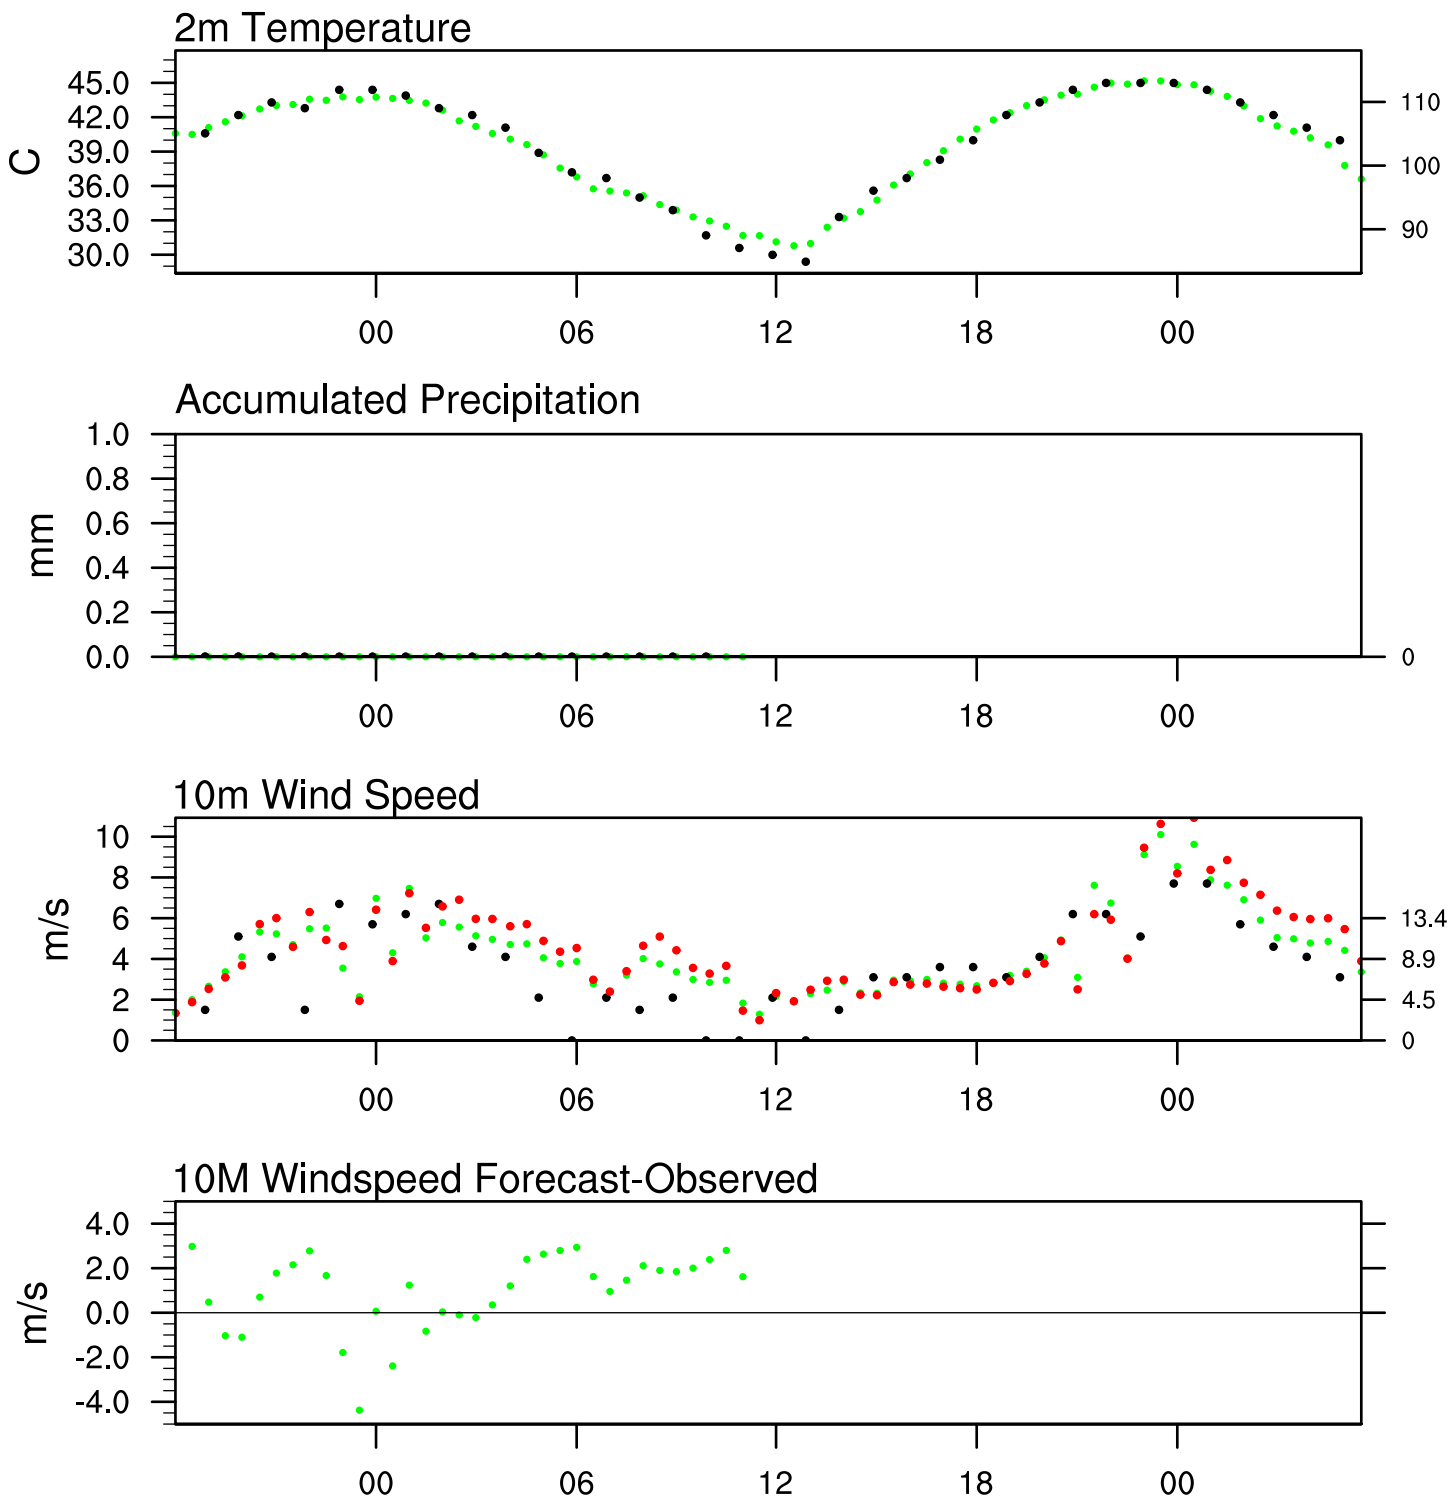 2m Temperature
45.0
42.0
39.0
36.0
33.0
30.0
C
110
100
90
00 06 12 18 00
Accumulated Precipitation
1.0
0.8
0.6
0.4
0.2
0.0
mm
0
00 06 12 18 00
10m Wind Speed
10
8
6
4
2
0
m/s
13.4
8.9
4.5
0
00 06 12 18 00
10M Windspeed Forecast-Observed
4.0
2.0
0.0
-2.0
-4.0
m/s
00 06 12 18 00